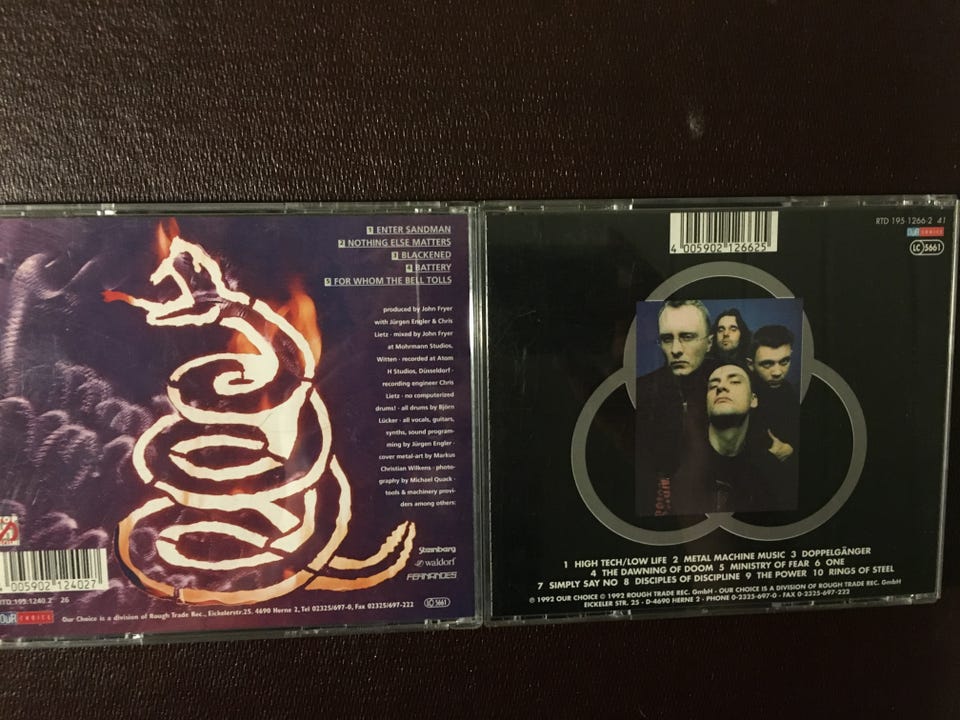 1 ENTER SANDMAN
2 NOTHING ELSE MATTERS
3 BLACKENED
4 BATTERY
5 FOR WHOM THE BELL TOLLS
produced by John Fryer
with Jürgen Engler & Chris
Lietz · mixed by John Fryer
at Mohrmann Studios,
Witten · recorded at Atom
H Studios, Düsseldorf ·
recording engineer Chris
Lietz · no computerized
drums! · all drums by Björn
Lücker · all vocals, guitars,
synths, sound program-
ming by Jürgen Engler ·
cover metal-art by Markus
Christian Wilkens · photo-
graphy by Michael Quack ·
tools & machinery provi-
ders among others:
Steinberg
waldorf
FERNANDES
4 005902 124027
RTD 195.1240.2 26
OUR CHOICE
Our Choice is a division of Rough Trade Rec., Eickelerstr.25. 4690 Herne 2, Tel 02325/697-0, Fax 02325/697-222
LC 5661
4 005902 126625
RTD 195-1266-2 41
OUR CHOICE
LC 5661
1 HIGH TECH/LOW LIFE 2 METAL MACHINE MUSIC 3 DOPPELGÄNGER
4 THE DAWNING OF DOOM 5 MINISTRY OF FEAR 6 ONE
7 SIMPLY SAY NO 8 DISCIPLES OF DISCIPLINE 9 THE POWER 10 RINGS OF STEEL
℗ 1992 OUR CHOICE © 1992 ROUGH TRADE REC. GmbH - OUR CHOICE IS A DIVISION OF ROUGH TRADE REC. GmbH
EICKELER STR. 25 - D-4690 HERNE 2 - PHONE 0-2325-697-0 - FAX 0-2325-697-222